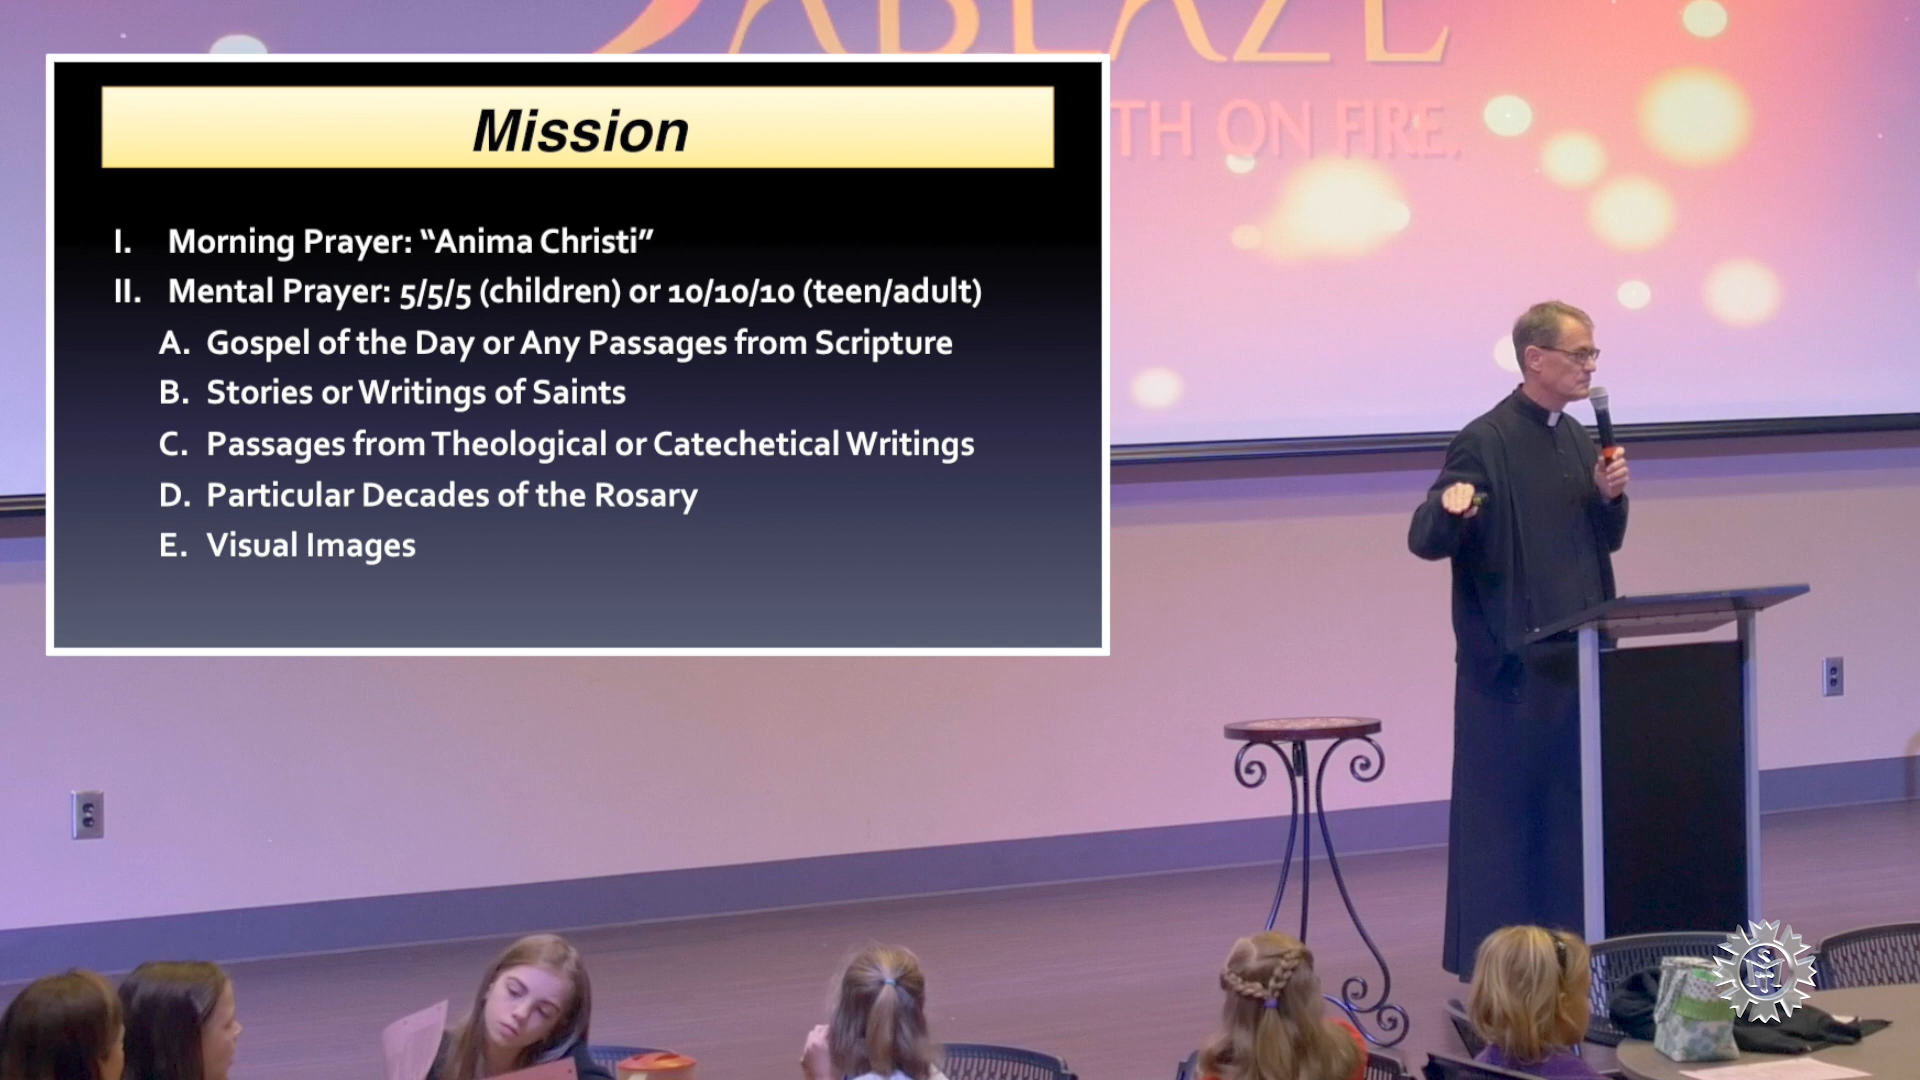 ABLAZE
TH ON FIRE.
Mission
I. Morning Prayer: “Anima Christi”
II. Mental Prayer: 5/5/5 (children) or 10/10/10 (teen/adult)
A. Gospel of the Day or Any Passages from Scripture
B. Stories or Writings of Saints
C. Passages from Theological or Catechetical Writings
D. Particular Decades of the Rosary
E. Visual Images